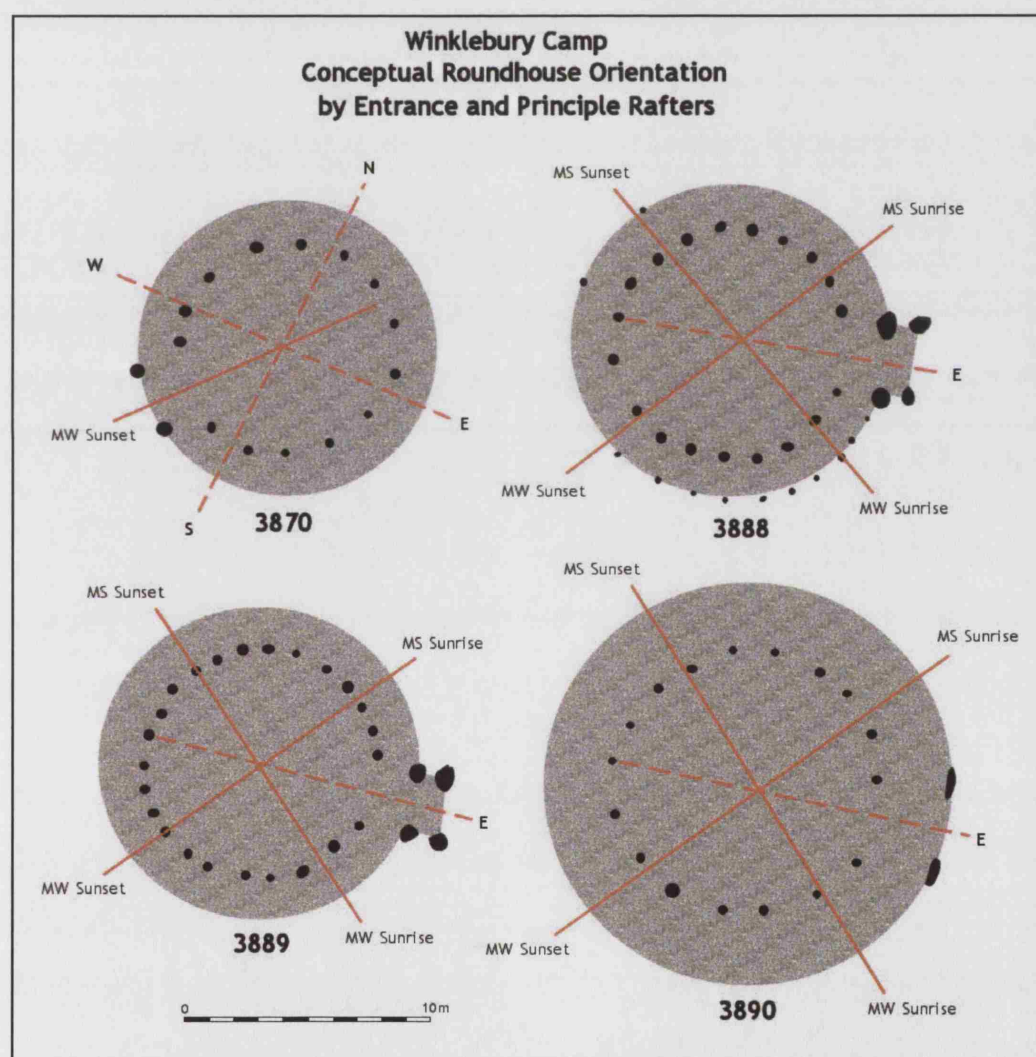 Winklebury Camp
Conceptual Roundhouse Orientation
by Entrance and Principle Rafters
N
W
MW Sunset
E
S
3870
MS Sunset
MS Sunrise
E
MW Sunset
MW Sunrise
3888
MS Sunset
MS Sunrise
E
MW Sunset
MW Sunrise
3889
MS Sunset
MS Sunrise
E
MW Sunset
MW Sunrise
3890
0 10m